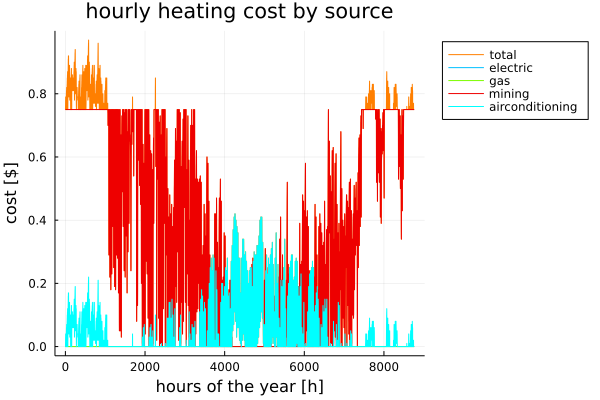 hourly heating cost by source
cost [$]
0.8
0.6
0.4
0.2
0.0
0
2000
4000
6000
8000
hours of the year [h]
total
electric
gas
mining
airconditioning